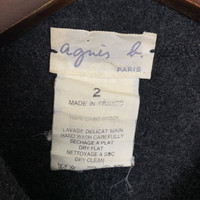 agnès b.
PARIS
2
MADE IN
100%
LAVAGE DELICAT MAIN
HAND WASH CAREFULLY
SECHAGE A PLAT
DRY FLAT
NETTOYAGE A SEC
DRY CLEAN